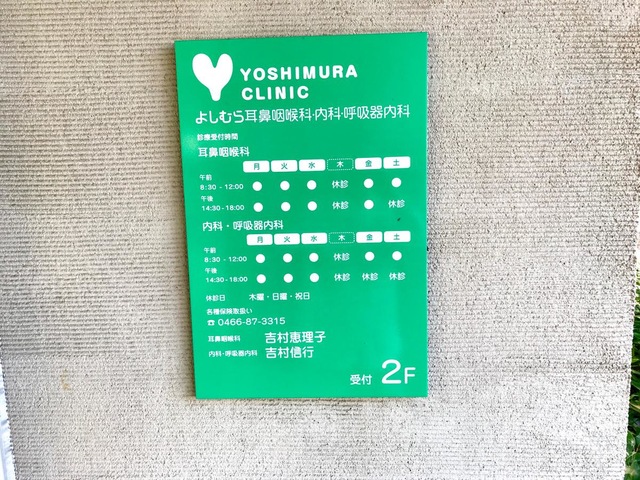 YOSHIMURA
CLINIC
よしむら耳鼻咽喉科・内科・呼吸器内科
診療受付時間
耳鼻咽喉科
月 火 水 木 金 土
午前
8:30 - 12:00 ● ● ● 休診 ● ●
午後
14:30 - 18:00 ● ● ● 休診 ● 休診
内科・呼吸器内科
月 火 水 木 金 土
午前
8:30 - 12:00 ● ● ● 休診 ● ●
午後
14:30 - 18:00 ● ● ● 休診 休診 休診
休診日 木曜・日曜・祝日
各種保険取扱い
☎ 0466-87-3315
耳鼻咽喉科 吉村恵理子
内科・呼吸器内科 吉村信行
受付 2F